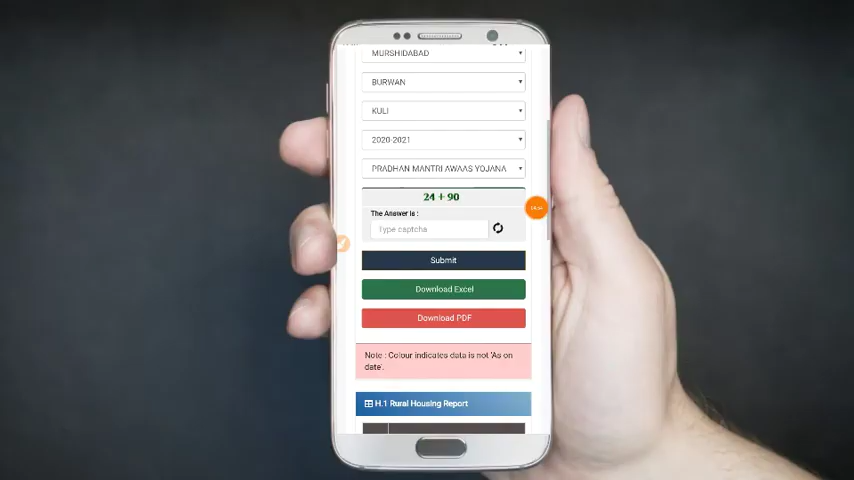 MURSHIDABAD
BURWAN
KULI
2020-2021
PRADHAN MANTRI AWAAS YOJANA
24 + 90
The Answer is :
Type captcha
Submit
Download Excel
Download PDF
Note : Colour indicates data is not 'As on
date'.
H.1 Rural Housing Report